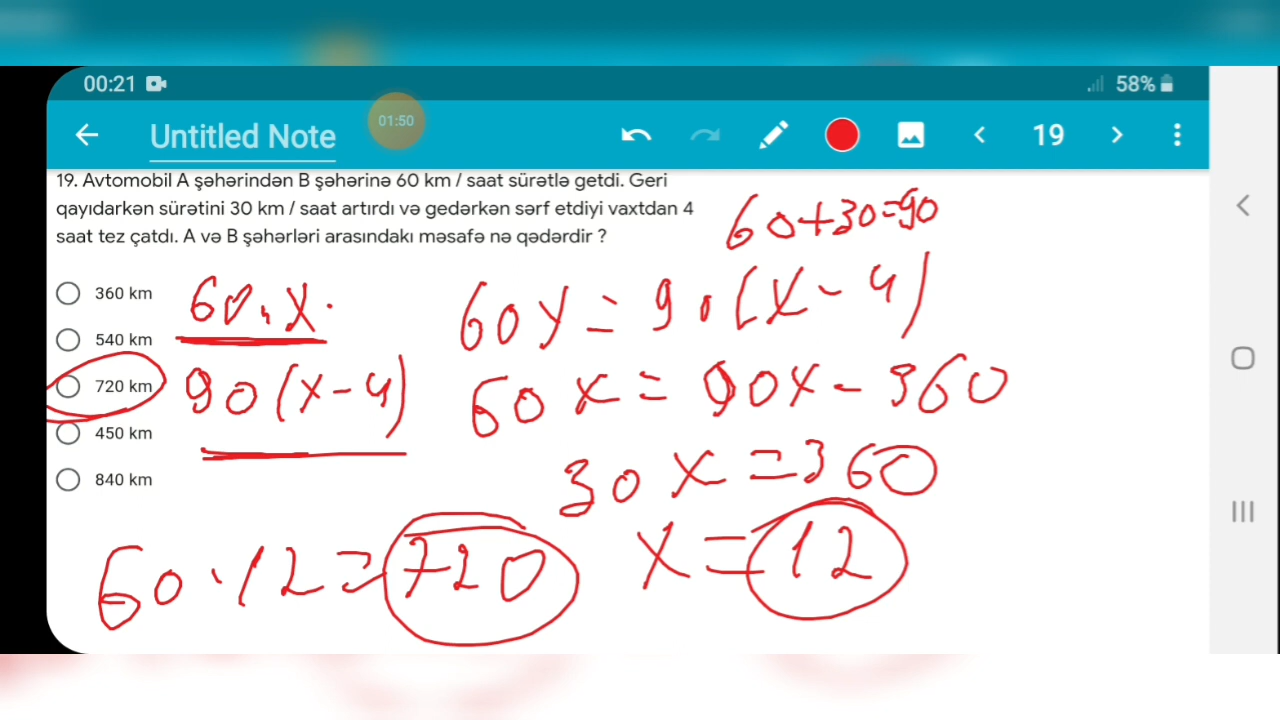 00:21
58%
01:50
Untitled Note
19
19. Avtomobil A şəhərindən B şəhərinə 60 km / saat sürətlə getdi. Geri
qayıdarkən sürətini 30 km / saat artırdı və gedərkən sərf etdiyi vaxtdan 4
saat tez çatdı. A və B şəhərləri arasındakı məsafə nə qədərdir ?
60+30=90
360 km
540 km
720 km
450 km
840 km
60.x.
90(x-4)
60x=90(x-4)
60x=90x-360
30x=360
x=12
60·12=720